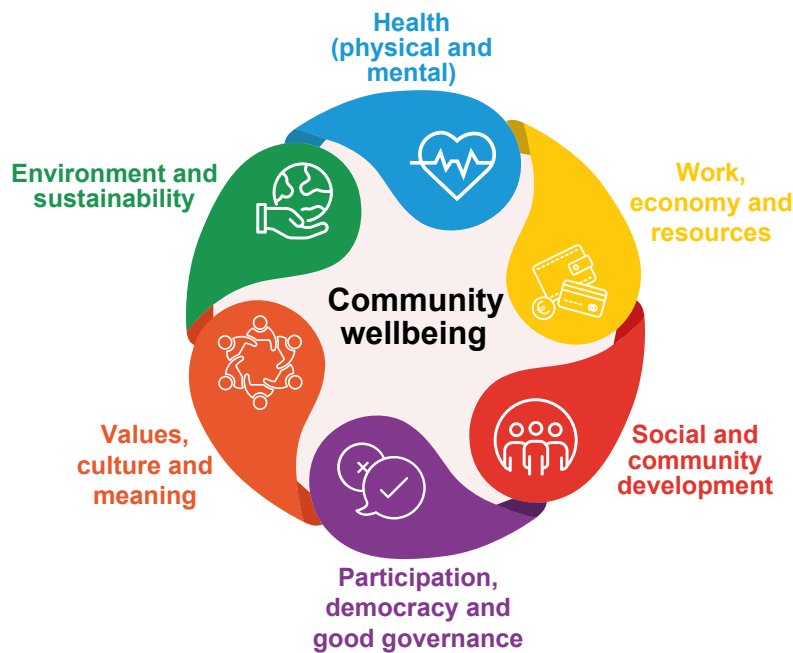 Health
(physical and
mental)
Environment and
sustainability
Work,
economy and
resources
Community
wellbeing
€
Values,
culture and
meaning
Social and
community
development
Participation,
democracy and
good governance